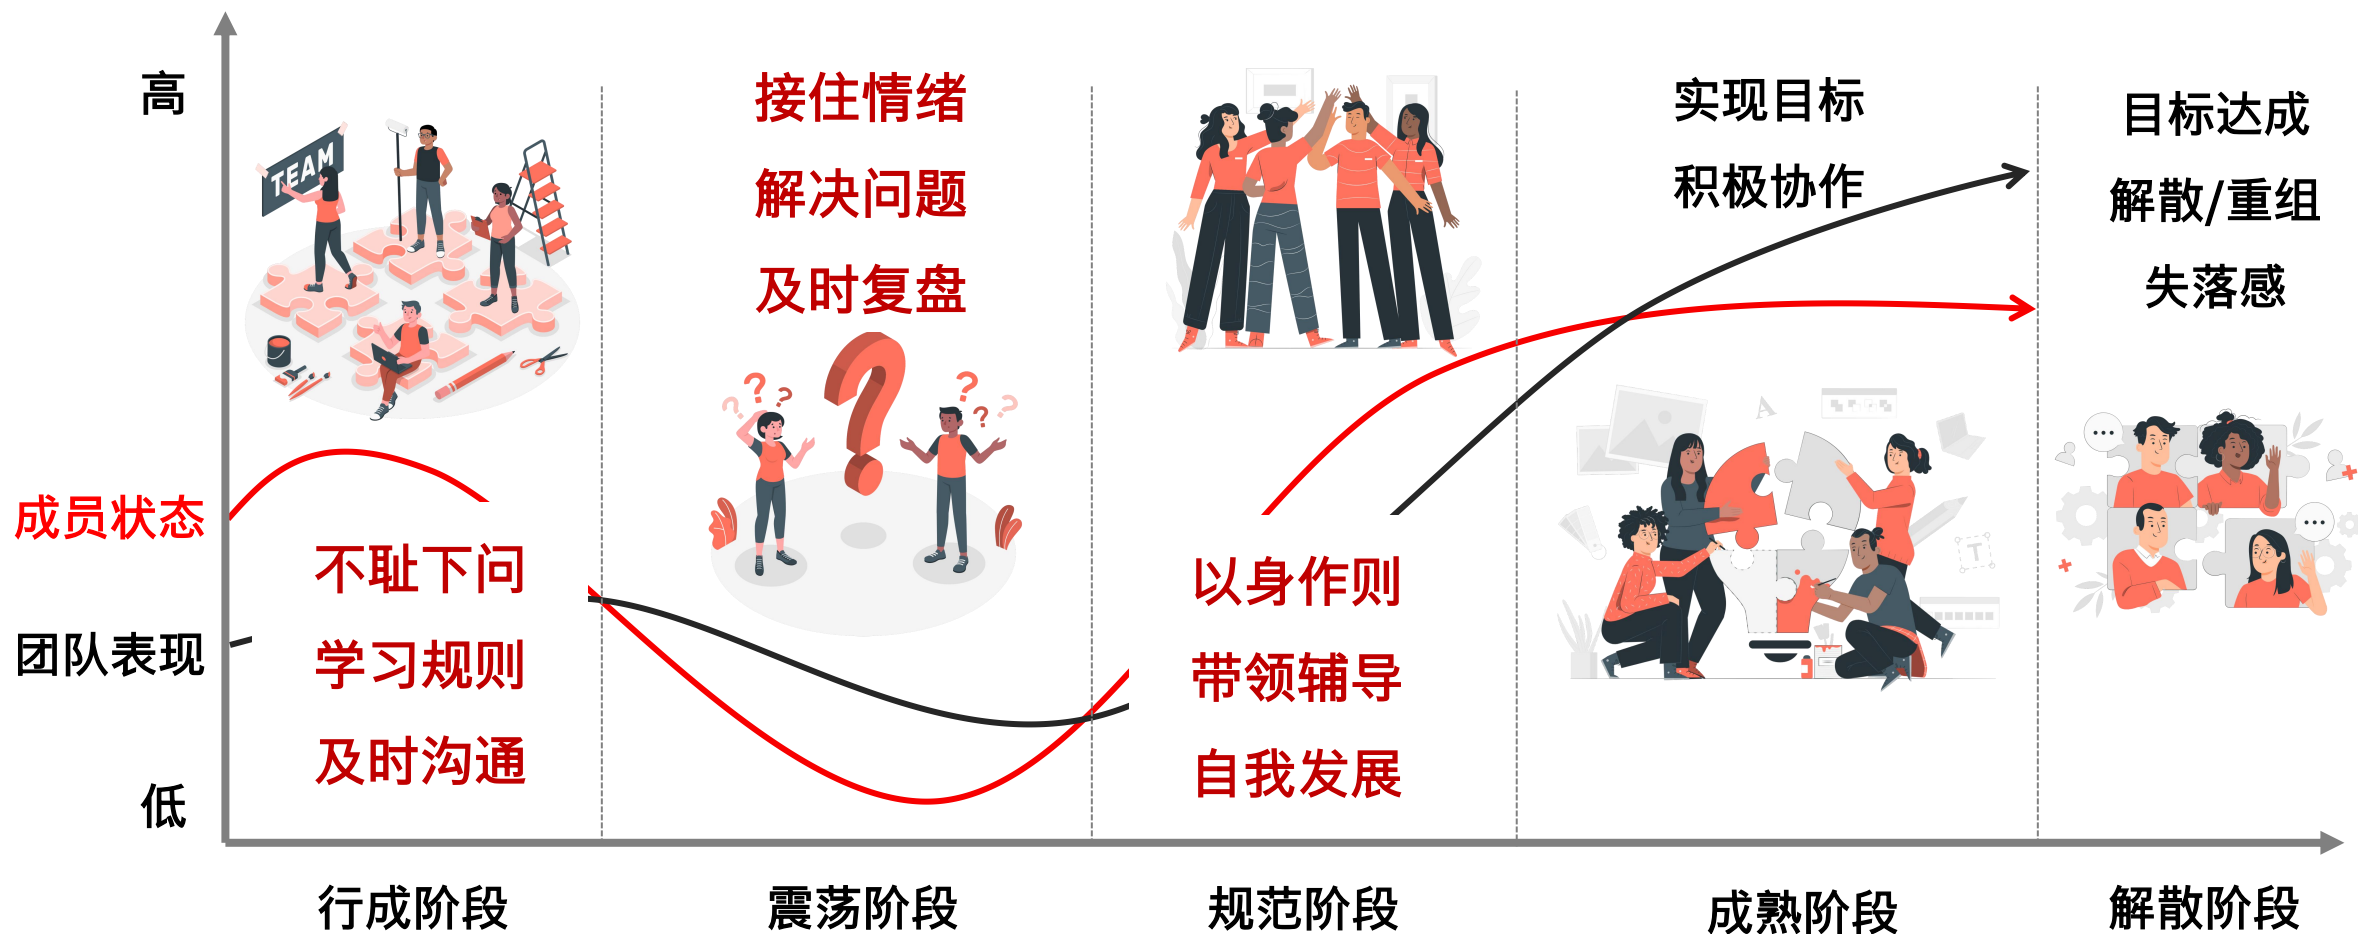 高
成员状态
团队表现
低
TEAM
不耻下问
学习规则
及时沟通
接住情绪
解决问题
及时复盘
以身作则
带领辅导
自我发展
实现目标
积极协作
A
T
目标达成
解散/重组
失落感
行成阶段
震荡阶段
规范阶段
成熟阶段
解散阶段